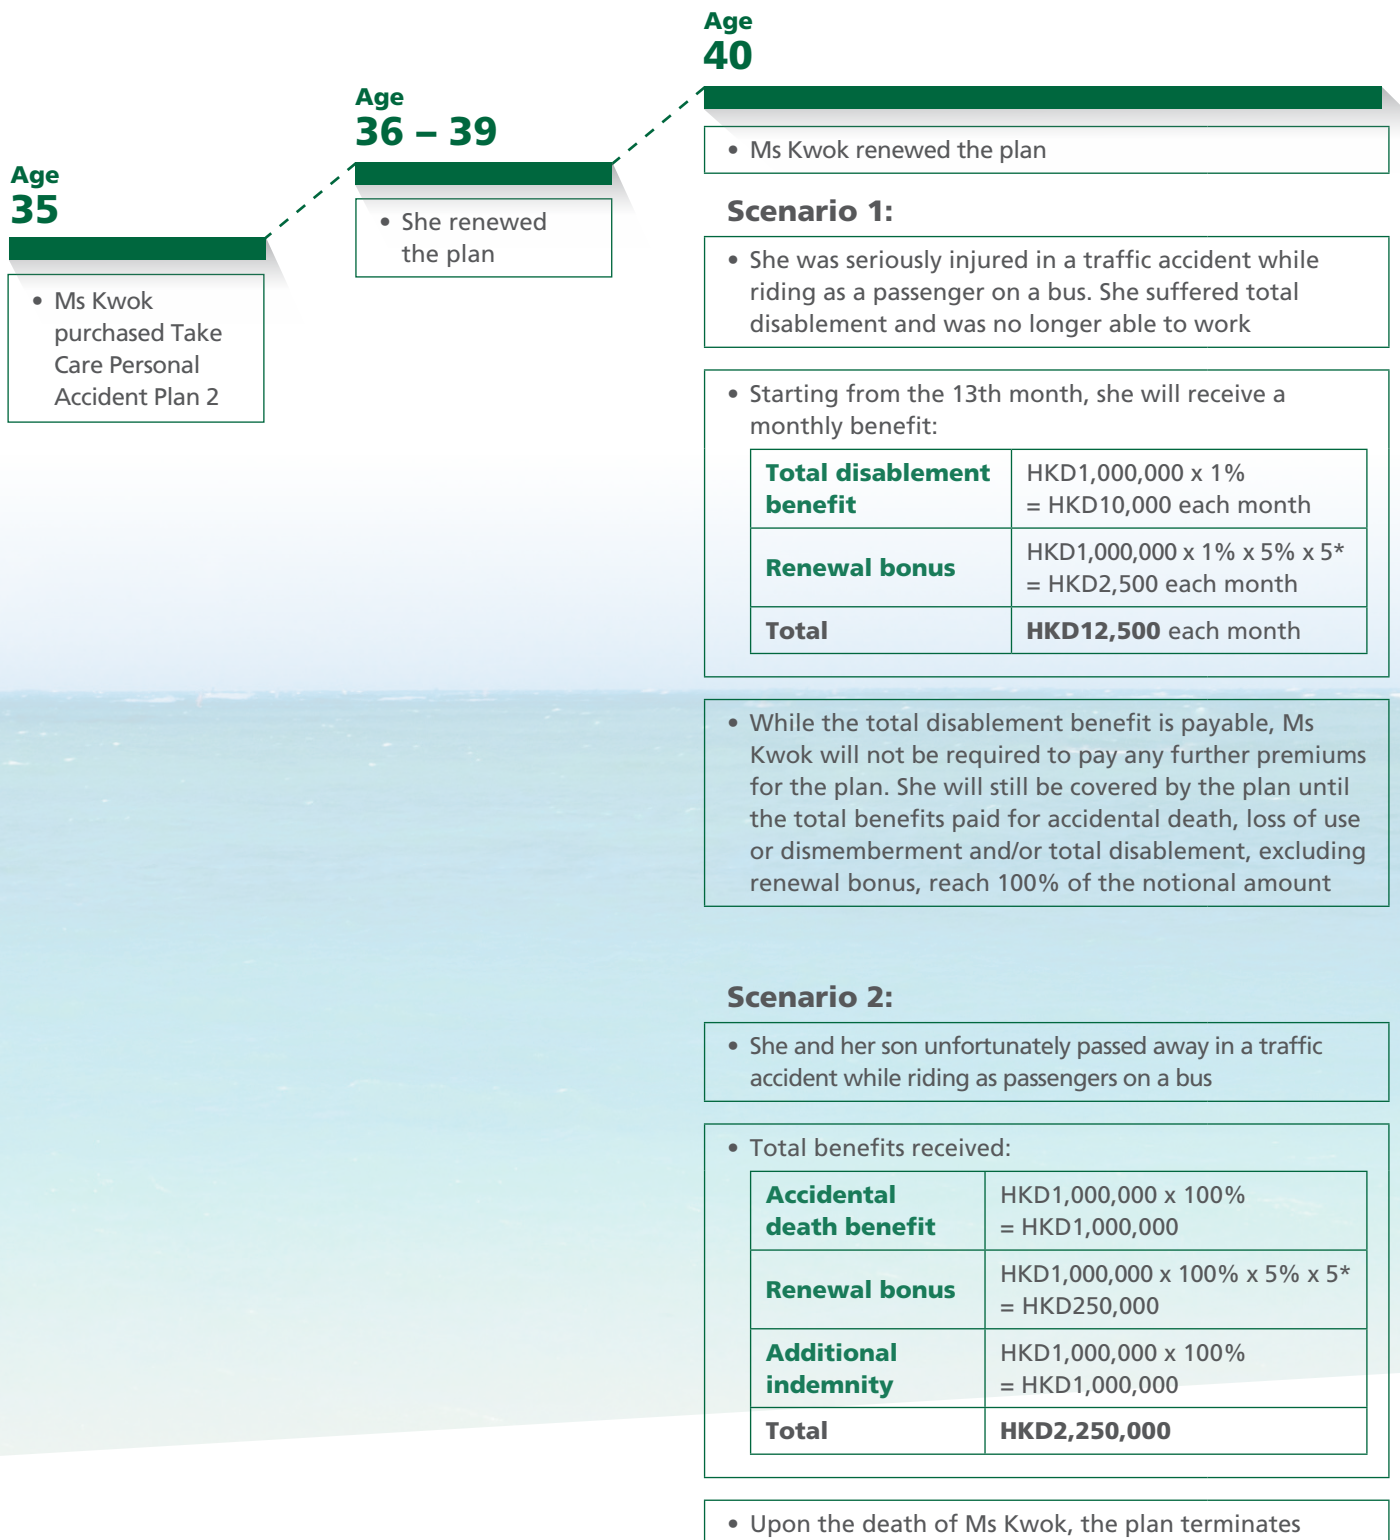 Age
35
• Ms Kwok
purchased Take
Care Personal
Accident Plan 2
Age
36 – 39
• She renewed
the plan
Age
40
• Ms Kwok renewed the plan
Scenario 1:
• She was seriously injured in a traffic accident while
riding as a passenger on a bus. She suffered total
disablement and was no longer able to work
• Starting from the 13th month, she will receive a
monthly benefit:
Total disablement
benefit
HKD1,000,000 x 1%
= HKD10,000 each month
Renewal bonus
HKD1,000,000 x 1% x 5% x 5*
= HKD2,500 each month
Total
HKD12,500 each month
• While the total disablement benefit is payable, Ms
Kwok will not be required to pay any further premiums
for the plan. She will still be covered by the plan until
the total benefits paid for accidental death, loss of use
or dismemberment and/or total disablement, excluding
renewal bonus, reach 100% of the notional amount
Scenario 2:
• She and her son unfortunately passed away in a traffic
accident while riding as passengers on a bus
• Total benefits received:
Accidental
death benefit
HKD1,000,000 x 100%
= HKD1,000,000
Renewal bonus
HKD1,000,000 x 100% x 5% x 5*
= HKD250,000
Additional
indemnity
HKD1,000,000 x 100%
= HKD1,000,000
Total
HKD2,250,000
• Upon the death of Ms Kwok, the plan terminates